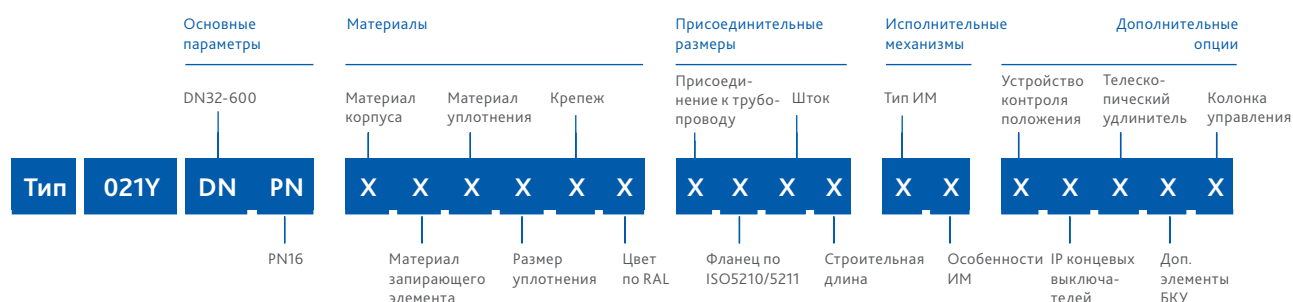 Основные
параметры
Материалы
Присоединительные
размеры
Исполнительные
механизмы
Дополнительные
опции
DN32-600
Материал
корпуса
Материал
уплотнения
Крепеж
Присоеди-
нение к трубо-
проводу
Шток
Тип ИМ
Устройство
контроля
положения
Телеско-
пический
удлинитель
Колонка
управления
Тип 021Y DN PN X X X X X X X X X X X X X X X X X
PN16
Материал
запирающего
элемента
Размер
уплотнения
Цвет
по RAL
Фланец по
ISO5210/5211
Строительная
длина
Особенности
ИМ
IP концевых
выключа-
телей
Доп.
элементы
БКУ